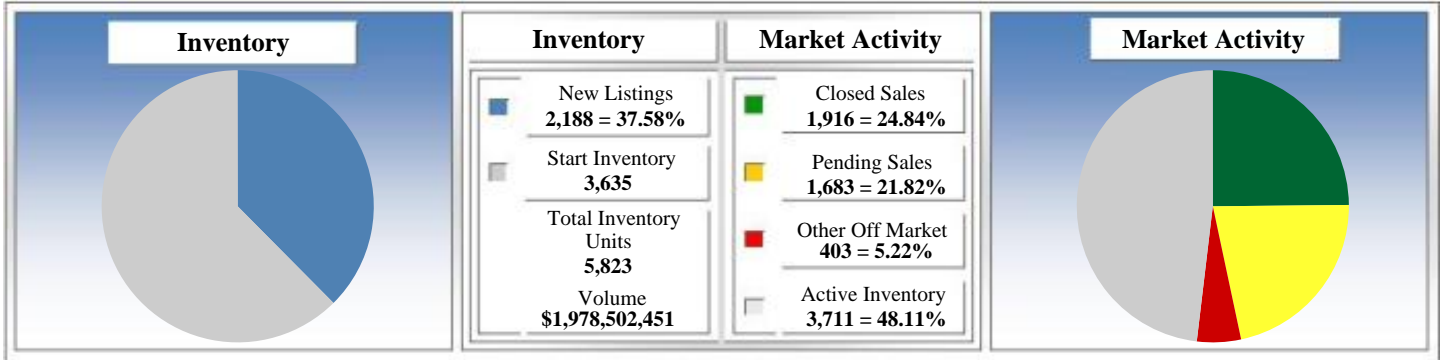 Inventory
Inventory
Market Activity
New Listings
2,188 = 37.58%
Start Inventory
3,635
Total Inventory
Units
5,823
Volume
$1,978,502,451
Closed Sales
1,916 = 24.84%
Pending Sales
1,683 = 21.82%
Other Off Market
403 = 5.22%
Active Inventory
3,711 = 48.11%
Market Activity